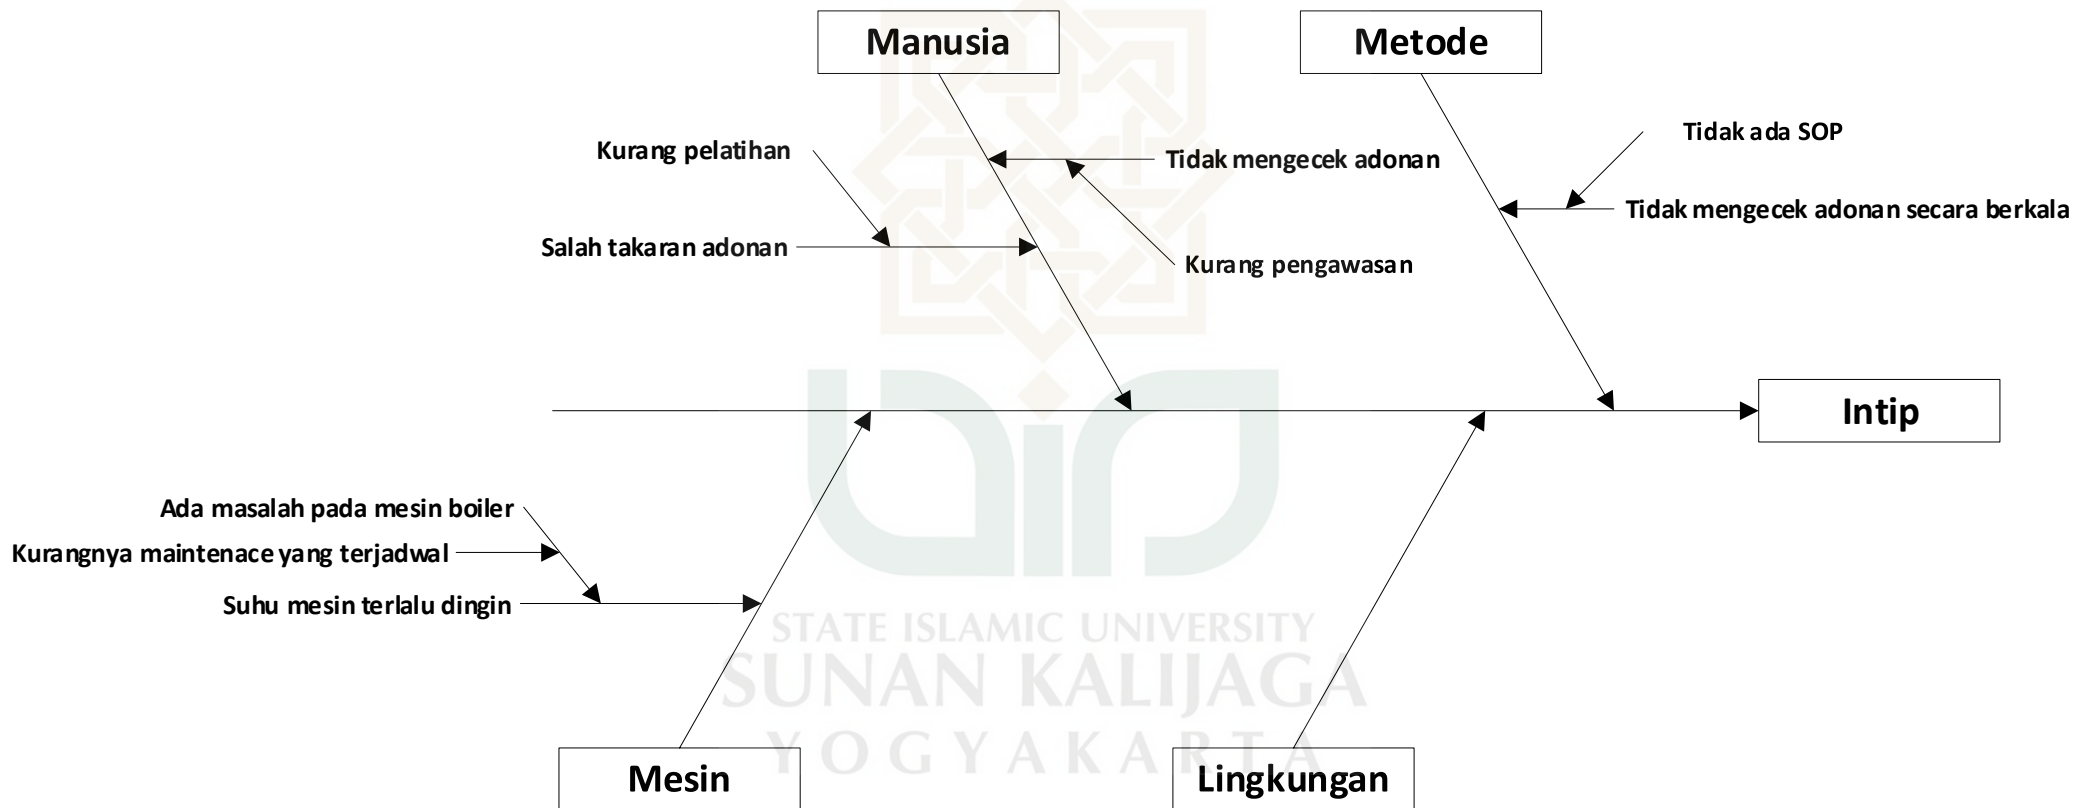 Manusia
Metode
Tidak ada SOP
Kurang pelatihan
Tidak mengecek adonan
Tidak mengecek adonan secara berkala
Salah takaran adonan
Kurang pengawasan
Intip
Ada masalah pada mesin boiler
Kurangnya maintenace yang terjadwal
Suhu mesin terlalu dingin
STATE ISLAMIC UNIVERSITY
SUNAN KALIJAGA
YOGYAKARTA
Mesin
Lingkungan